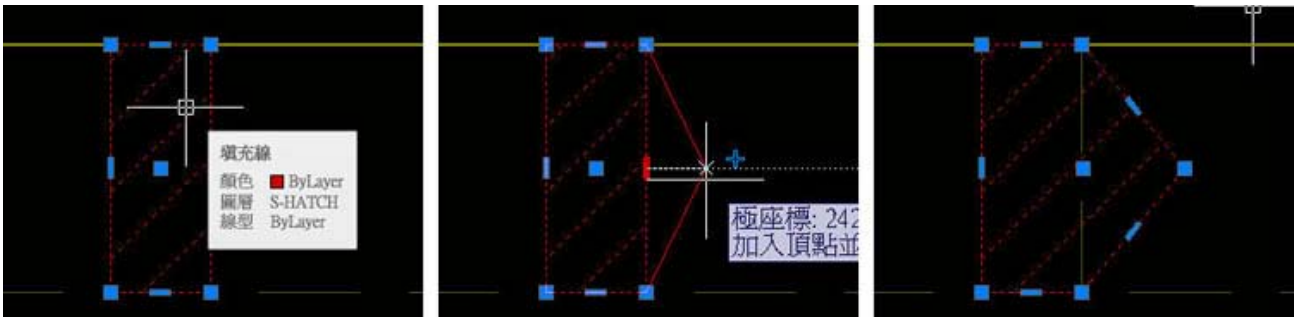 填充線
顏色 ByLayer
圖層 S-HATCH
線型 ByLayer
極座標: 242
加入頂點並